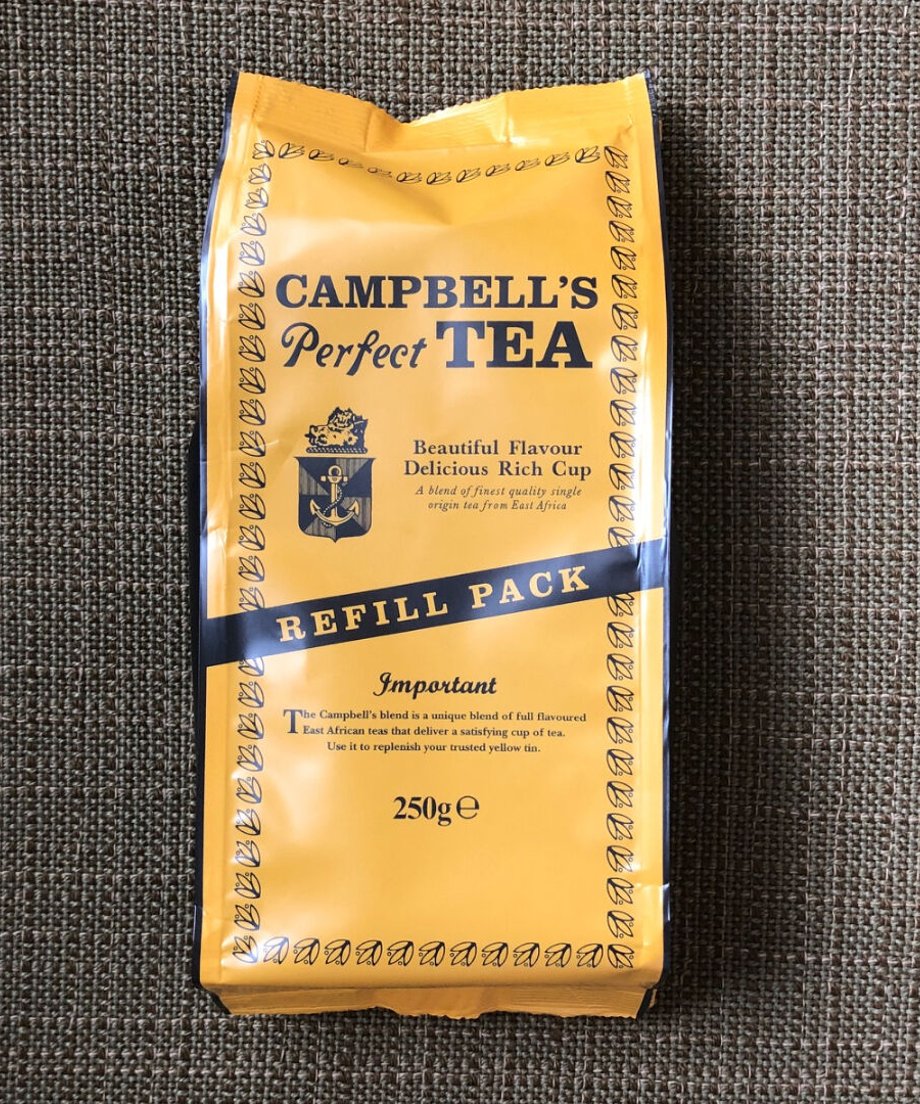 CAMPBELL'S
Perfect TEA
Beautiful Flavour
Delicious Rich Cup
A blend of finest quality single
origin tea from East Africa
REFILL PACK
Important
The Campbell's blend is a unique blend of full flavoured
East African teas that deliver a satisfying cup of tea.
Use it to replenish your trusted yellow tin.
250g ℮